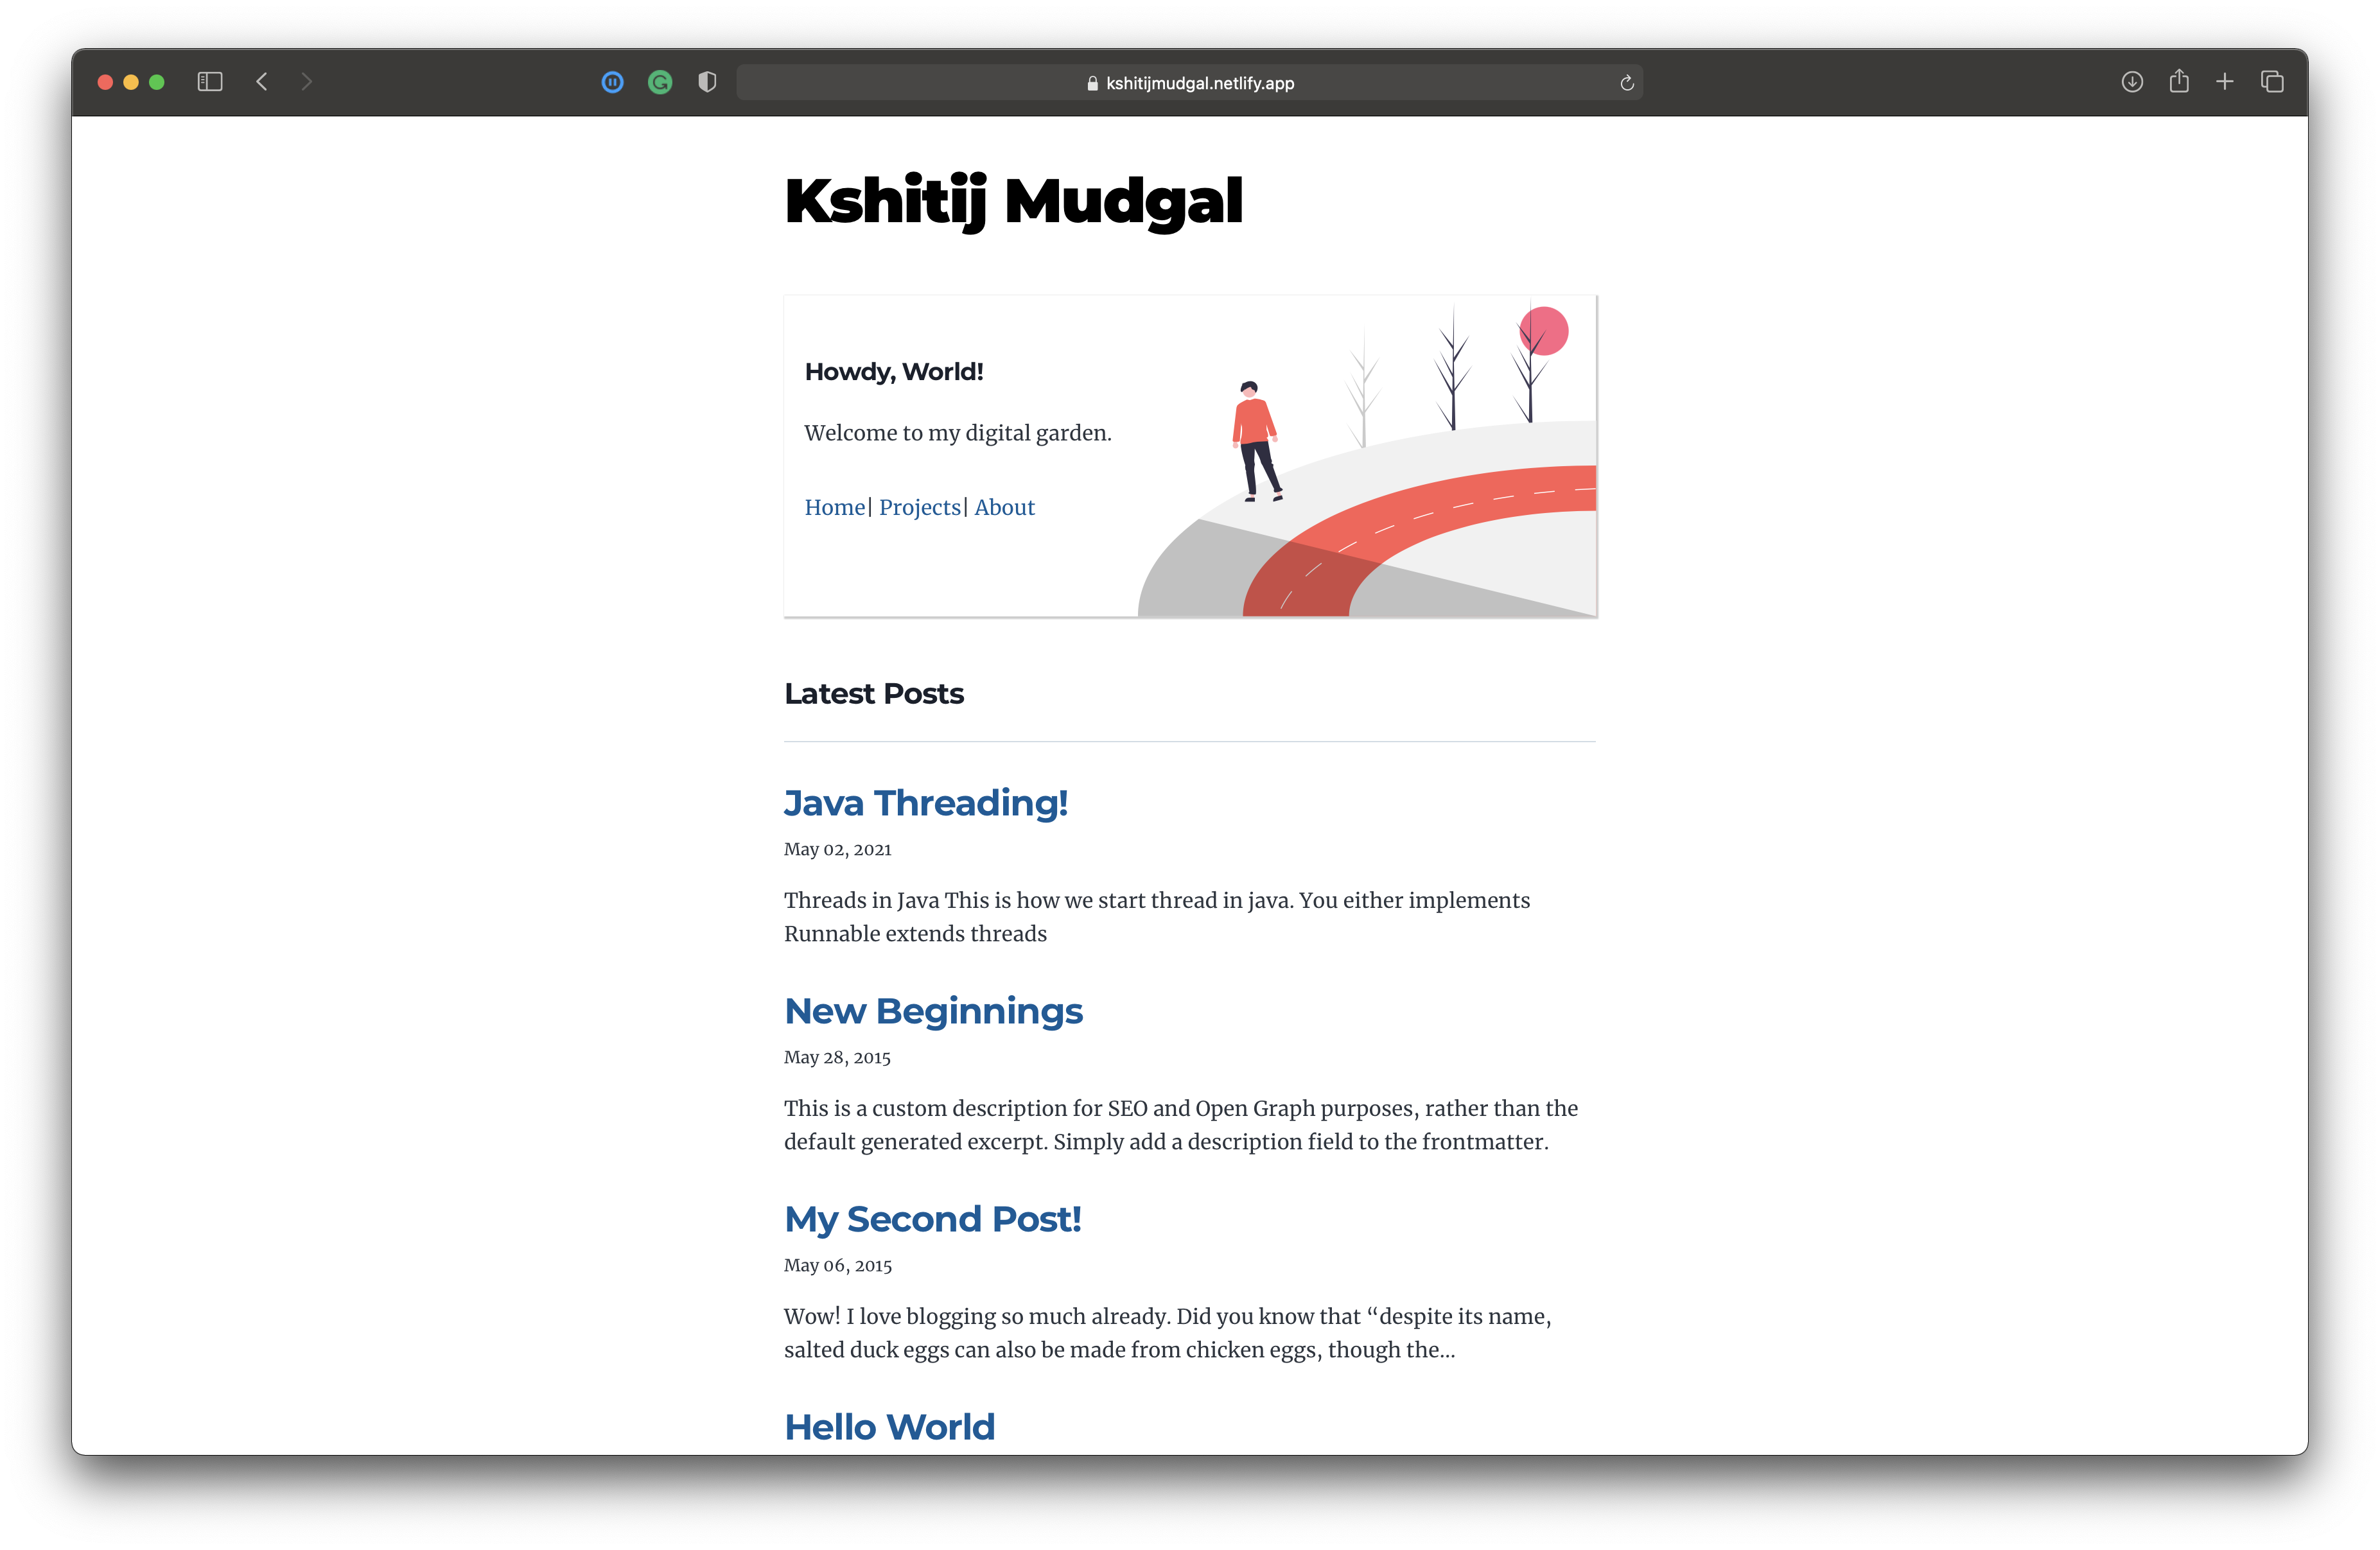 kshitijmudgal.netlify.app
Kshitij Mudgal
Howdy, World!
Welcome to my digital garden.
Home| Projects| About
Latest Posts
Java Threading!
May 02, 2021
Threads in Java This is how we start thread in java. You either implements
Runnable extends threads
New Beginnings
May 28, 2015
This is a custom description for SEO and Open Graph purposes, rather than the
default generated excerpt. Simply add a description field to the frontmatter.
My Second Post!
May 06, 2015
Wow! I love blogging so much already. Did you know that “despite its name,
salted duck eggs can also be made from chicken eggs, though the…
Hello World